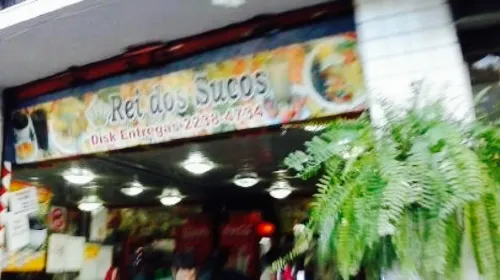 Rei dos Sucos
Disk Entregas:2238-4734